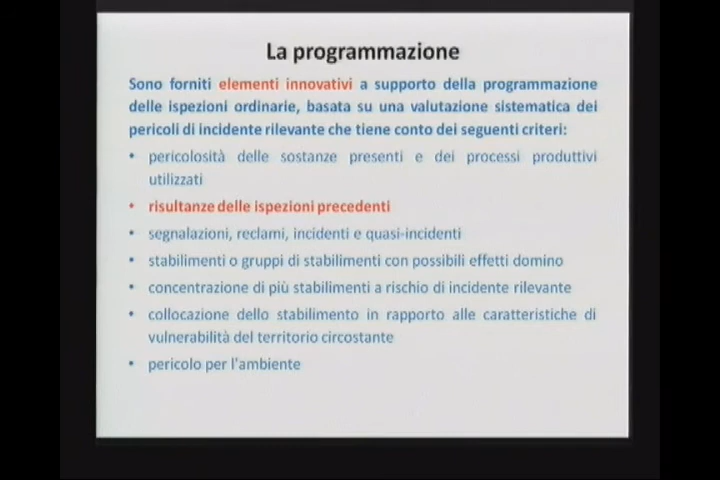 La programmazione
Sono forniti elementi innovativi a supporto della programmazione
delle ispezioni ordinarie, basata su una valutazione sistematica dei
pericoli di incidente rilevante che tiene conto dei seguenti criteri:
• pericolosità delle sostanze presenti e dei processi produttivi
utilizzati
• risultanze delle ispezioni precedenti
• segnalazioni, reclami, incidenti e quasi-incidenti
• stabilimenti o gruppi di stabilimenti con possibili effetti domino
• concentrazione di più stabilimenti a rischio di incidente rilevante
• collocazione dello stabilimento in rapporto alle caratteristiche di
vulnerabilità del territorio circostante
• pericolo per l'ambiente